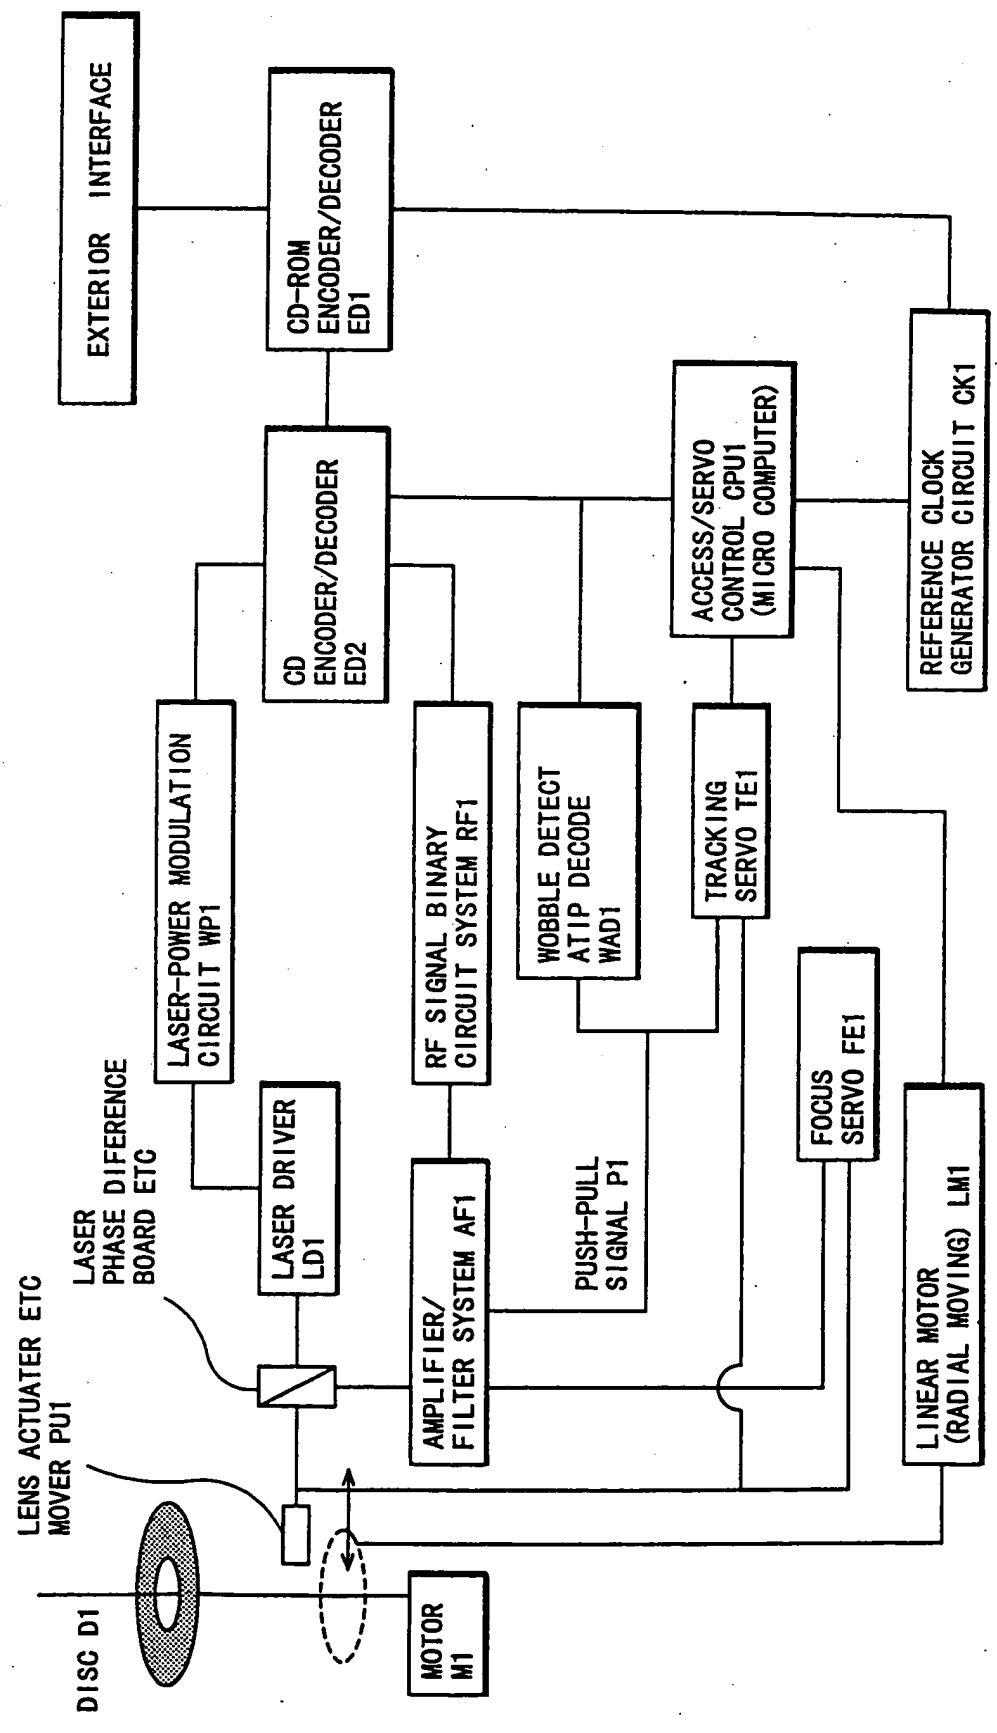 EXTERIOR INTERFACE
CD-ROM
ENCODER/DECODER
ED1
CD
ENCODER/DECODER
ED2
ACCESS/SERVO
CONTROL CPU1
(MICRO COMPUTER)
REFERENCE CLOCK
GENERATOR CIRCUIT CK1
LASER-POWER MODULATION
CIRCUIT WP1
RF SIGNAL BINARY
CIRCUIT SYSTEM RF1
WOBBLE DETECT
ATIP DECODE
WAD1
TRACKING
SERVO TE1
FOCUS
SERVO FE1
LASER
PHASE DIFERENCE
BOARD ETC
LASER DRIVER
LD1
AMPLIFIER/
FILTER SYSTEM AF1
PUSH-PULL
SIGNAL P1
LINEAR MOTOR
(RADIAL MOVING) LM1
LENS ACTUATER ETC
MOVER PU1
DISC D1
MOTOR
M1